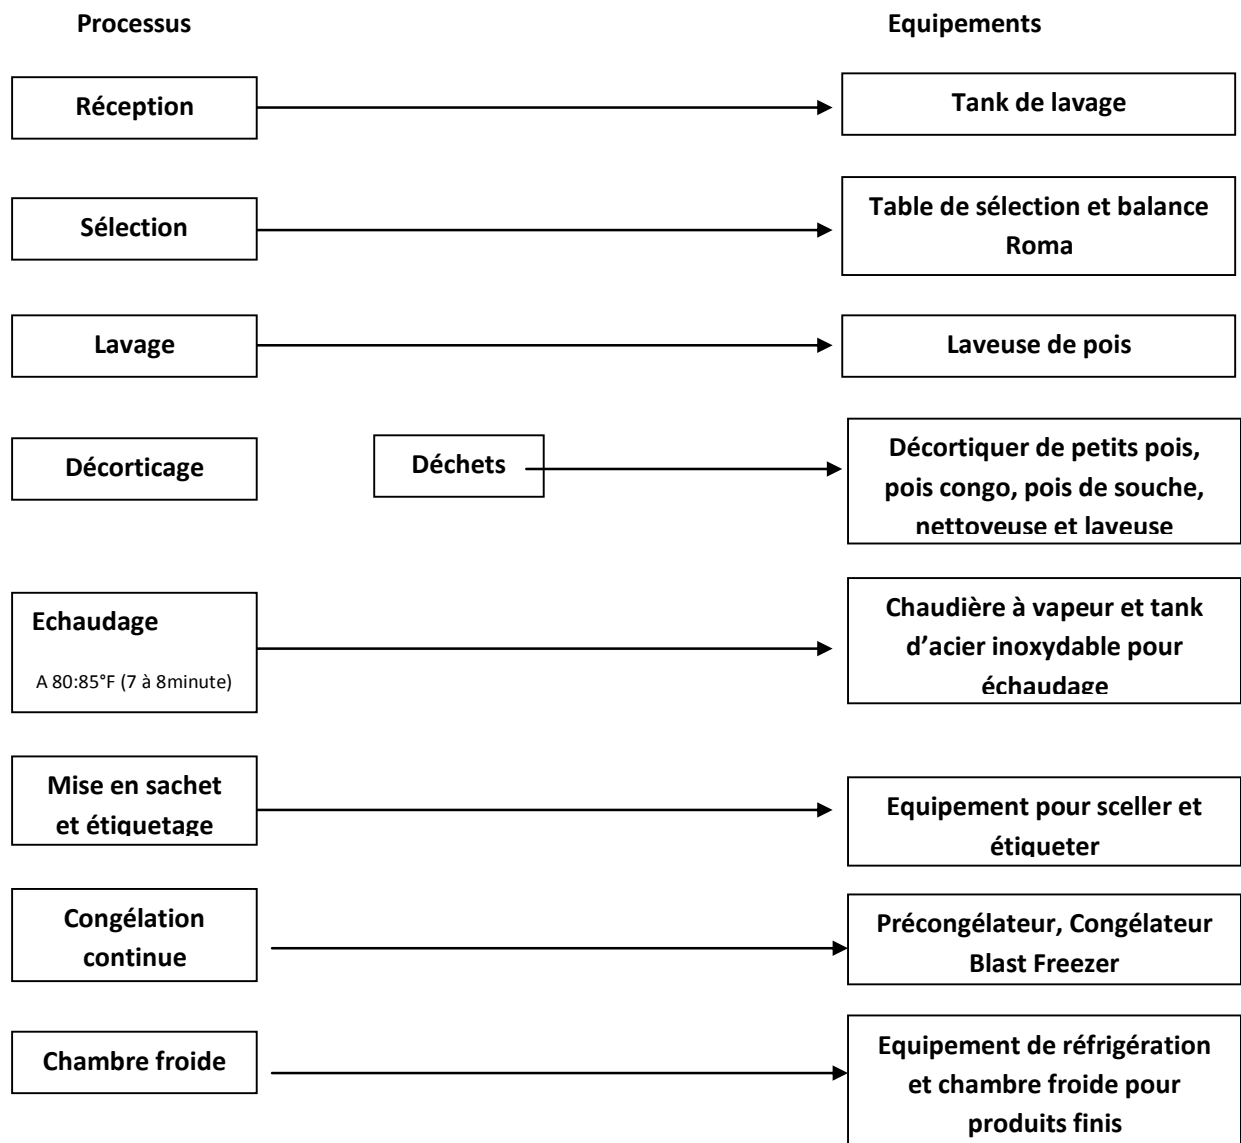 Processus
Equipements
Réception
Tank de lavage
Sélection
Table de sélection et balance
Roma
Lavage
Laveuse de pois
Décorticage
Déchets
Décortiquer de petits pois,
pois congo, pois de souche,
nettoyeuse et laveuse
Echaudage
A 80:85°F (7 à 8minute)
Chaudière à vapeur et tank
d’acier inoxydable pour
échaudage
Mise en sachet
et étiquetage
Equipement pour sceller et
étiqueter
Congélation
continue
Précongélateur, Congélateur
Blast Freezer
Chambre froide
Equipement de réfrigération
et chambre froide pour
produits finis